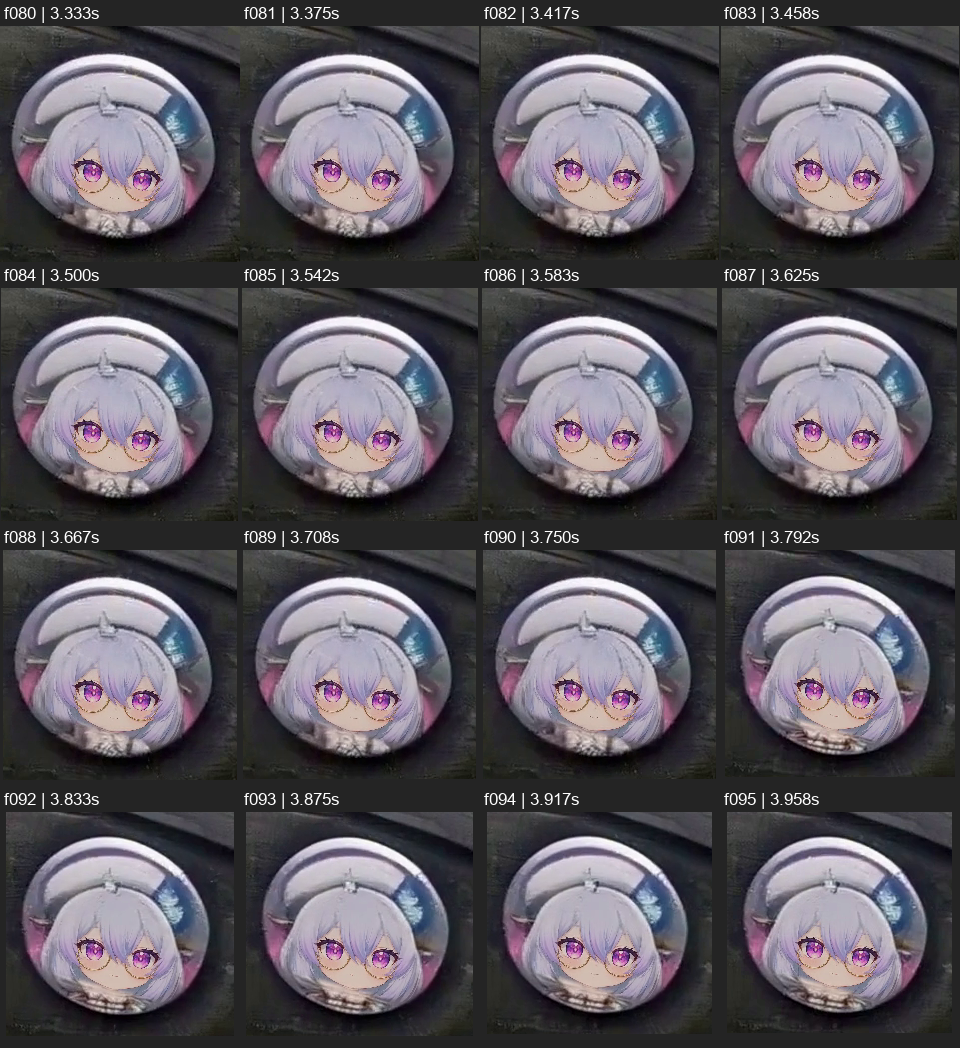 f080 | 3.333s
f081 | 3.375s
f082 | 3.417s
f083 | 3.458s
f084 | 3.500s
f085 | 3.542s
f086 | 3.583s
f087 | 3.625s
f088 | 3.667s
f089 | 3.708s
f090 | 3.750s
f091 | 3.792s
f092 | 3.833s
f093 | 3.875s
f094 | 3.917s
f095 | 3.958s